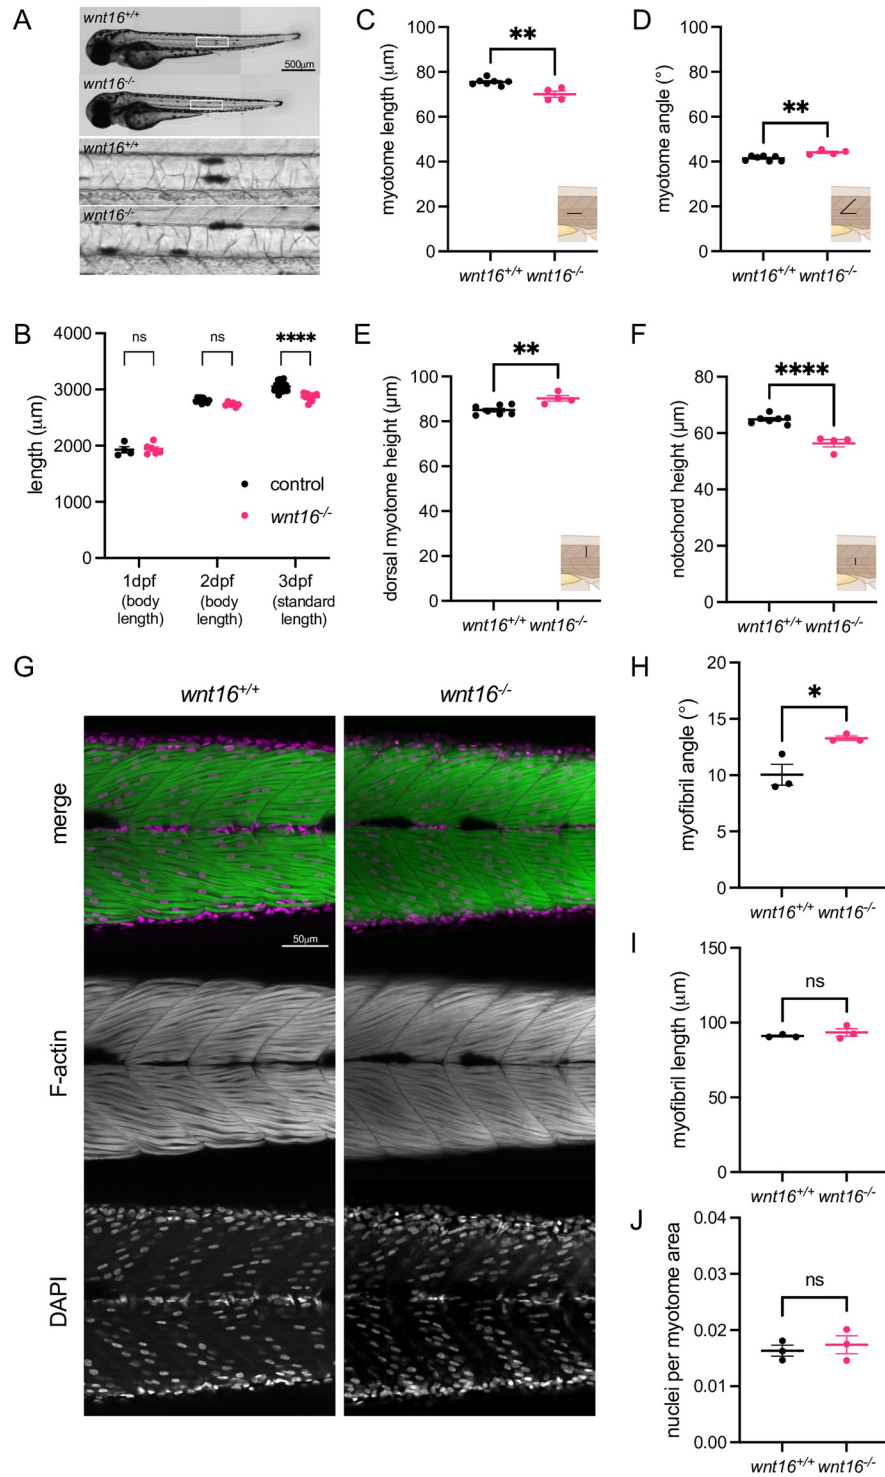 A
wnt16+/+
500µm
wnt16-/-
wnt16+/+
wnt16-/-
B
4000
3000
2000
1000
0
length (µm)
ns
ns
****
control
wnt16-/-
1dpf
(body
length)
2dpf
(body
length)
3dpf
(standard
length)
C
100
80
60
40
20
0
myotome length (µm)
**
wnt16+/+ wnt16-/-
D
100
80
60
40
20
0
myotome angle (°)
**
wnt16+/+ wnt16-/-
E
100
80
60
40
20
0
dorsal myotome height (µm)
**
wnt16+/+ wnt16-/-
F
80
60
40
20
0
notochord height (µm)
****
wnt16+/+ wnt16-/-
G
wnt16+/+
wnt16-/-
merge
50µm
F-actin
DAPI
H
20
15
10
5
0
myofibril angle (°)
*
wnt16+/+ wnt16-/-
I
150
100
50
0
myofibril length (µm)
ns
wnt16+/+ wnt16-/-
J
0.04
0.03
0.02
0.01
0.00
nuclei per myotome area
ns
wnt16+/+ wnt16-/-